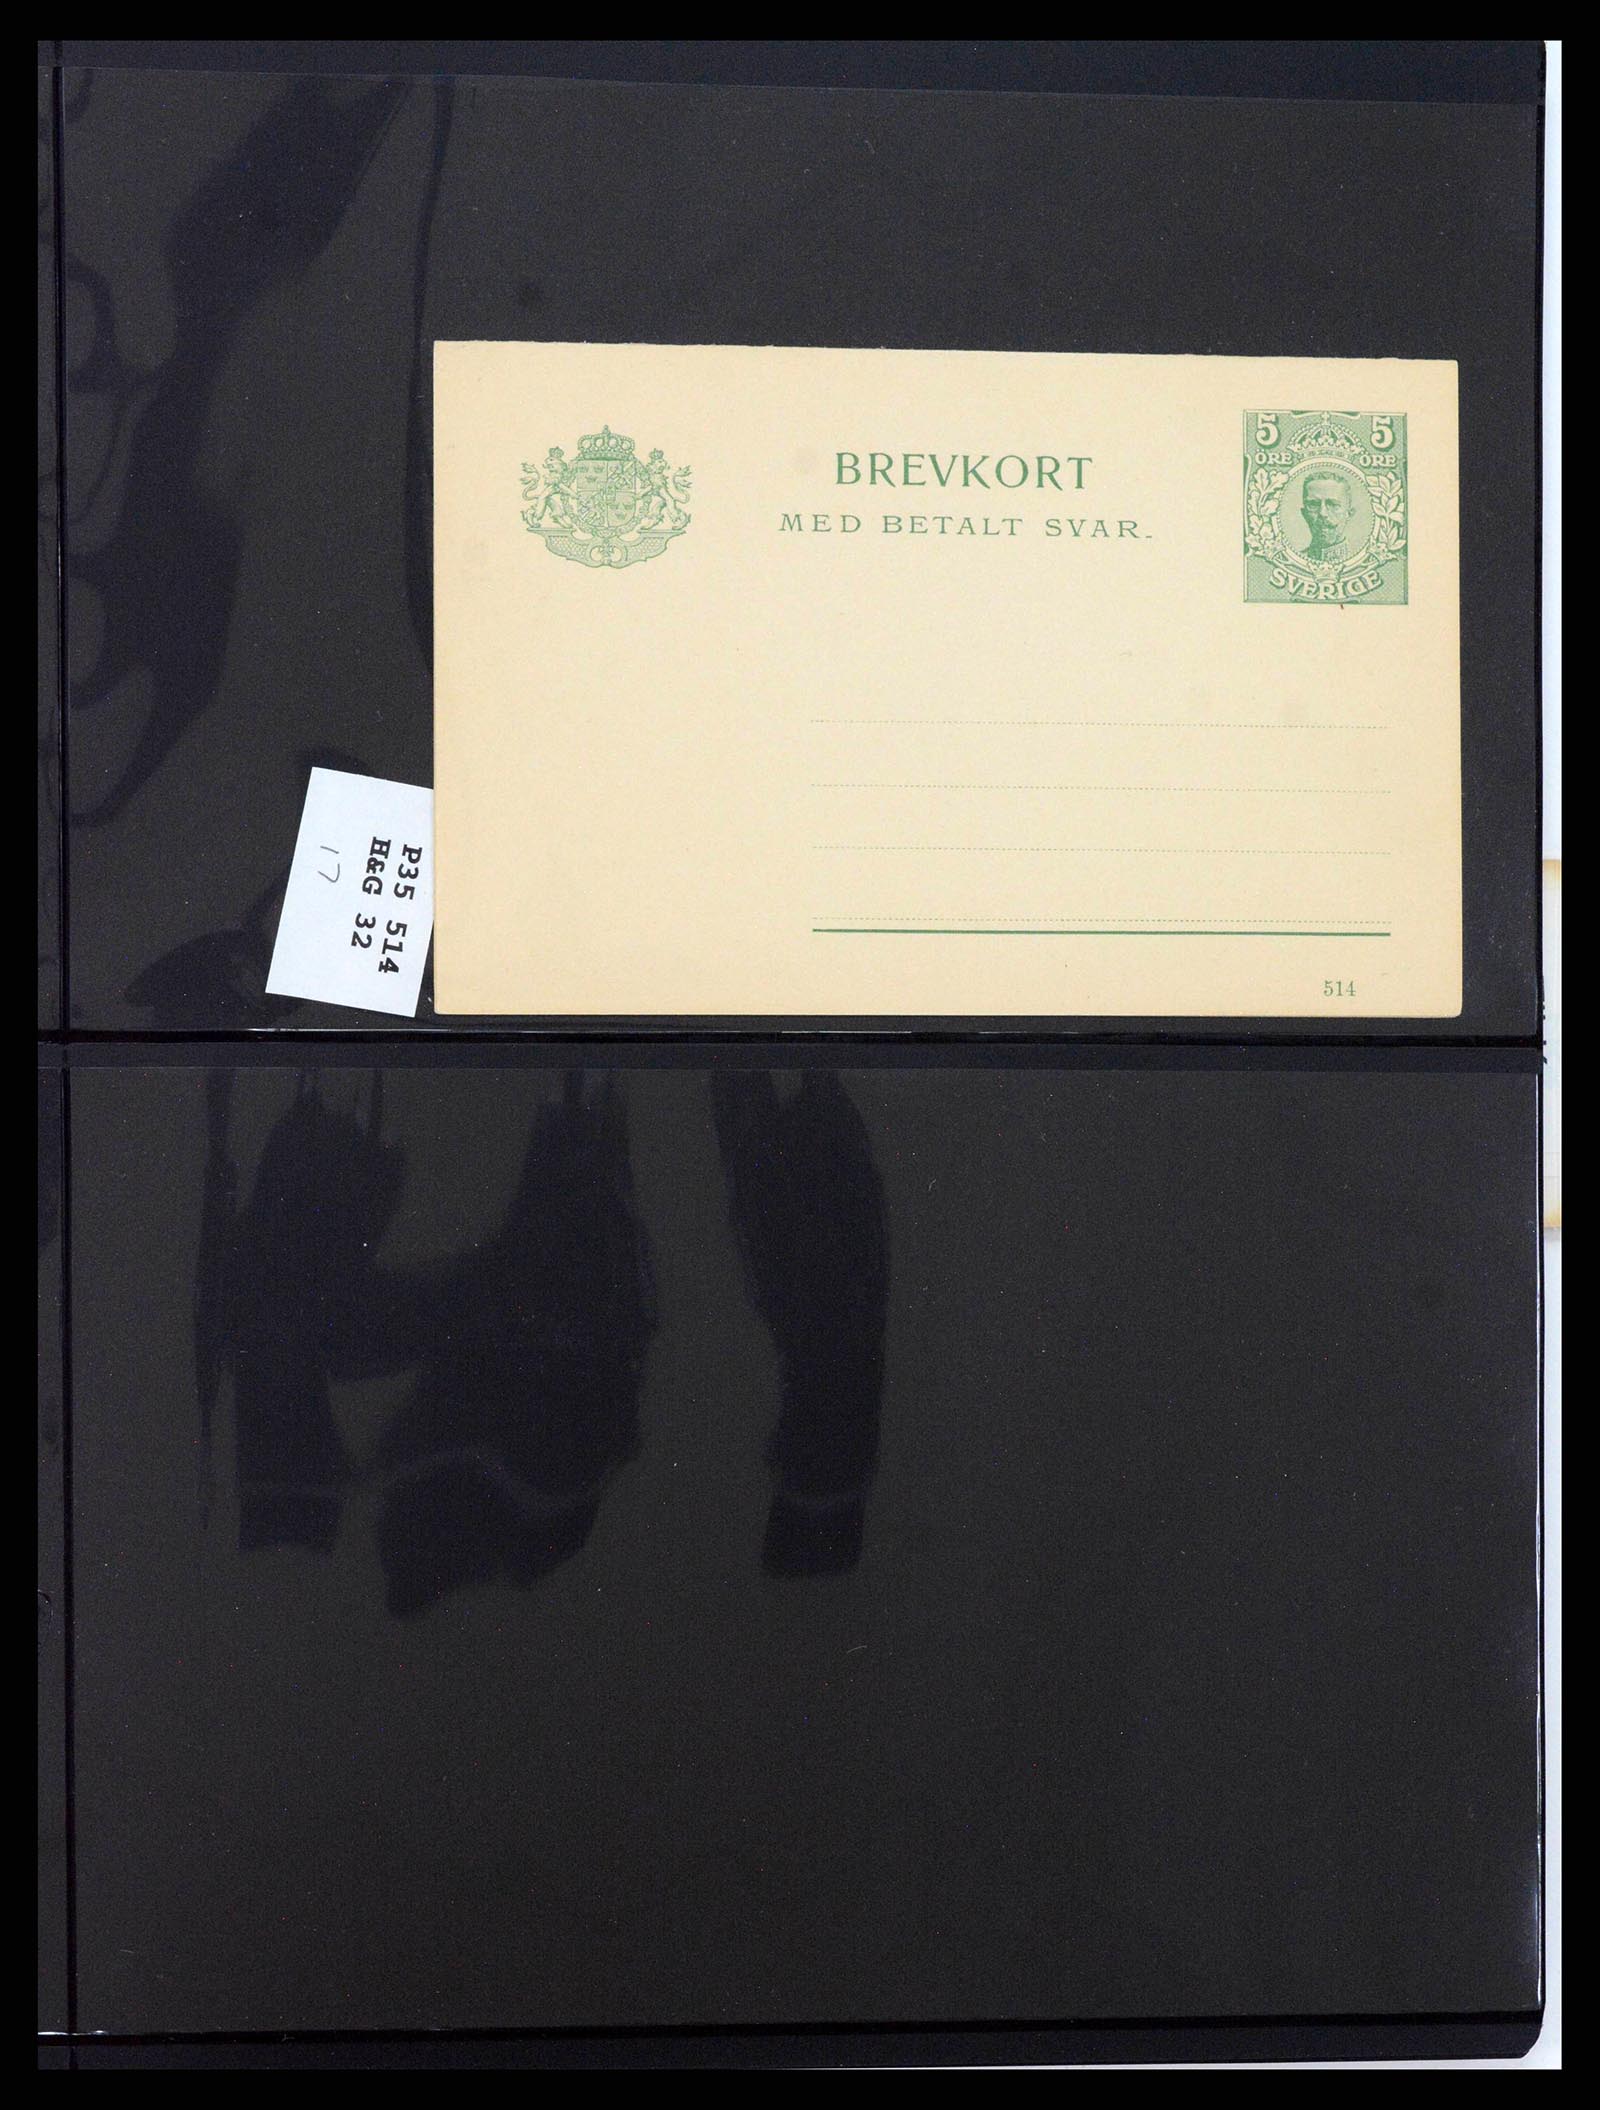 5 5
ÖRE ÖRE
SVERIGE
BREVKORT
MED BETALT SVAR.
514
P35 514
H&G 32
17